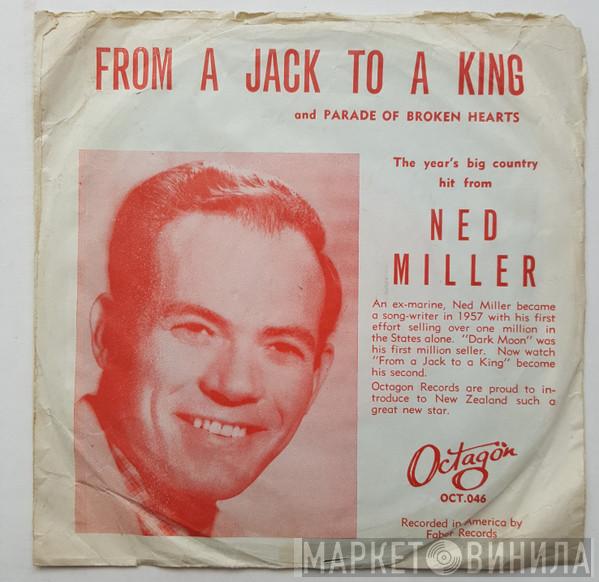 FROM A JACK TO A KING
and PARADE OF BROKEN HEARTS
The year's big country
hit from
NED
MILLER
An ex-marine, Ned Miller became
a song-writer in 1957 with his first
effort selling over one million in
the States alone. "Dark Moon" was
his first million seller. Now watch
"From a Jack to a King" become
his second.
Octagon Records are proud to in-
troduce to New Zealand such a
great new star.
Octagon
OCT.046
Recorded in America by
Faber Records
МАРКЕТ ВИНИЛА